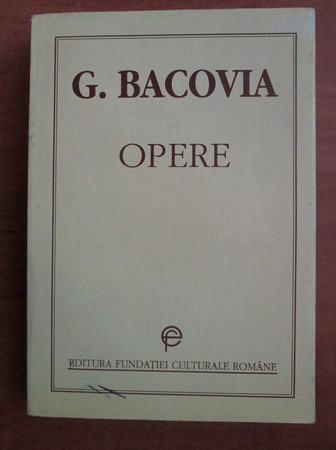 G. BACOVIA
OPERE
EDITURA FUNDAȚIEI CULTURALE ROMÂNE